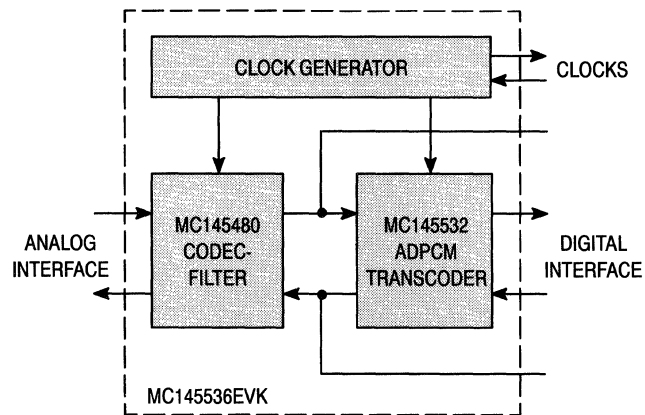 CLOCK GENERATOR
CLOCKS
MC145480
CODEC-
FILTER
MC145532
ADPCM
TRANSCODER
ANALOG
INTERFACE
DIGITAL
INTERFACE
MC145536EVK